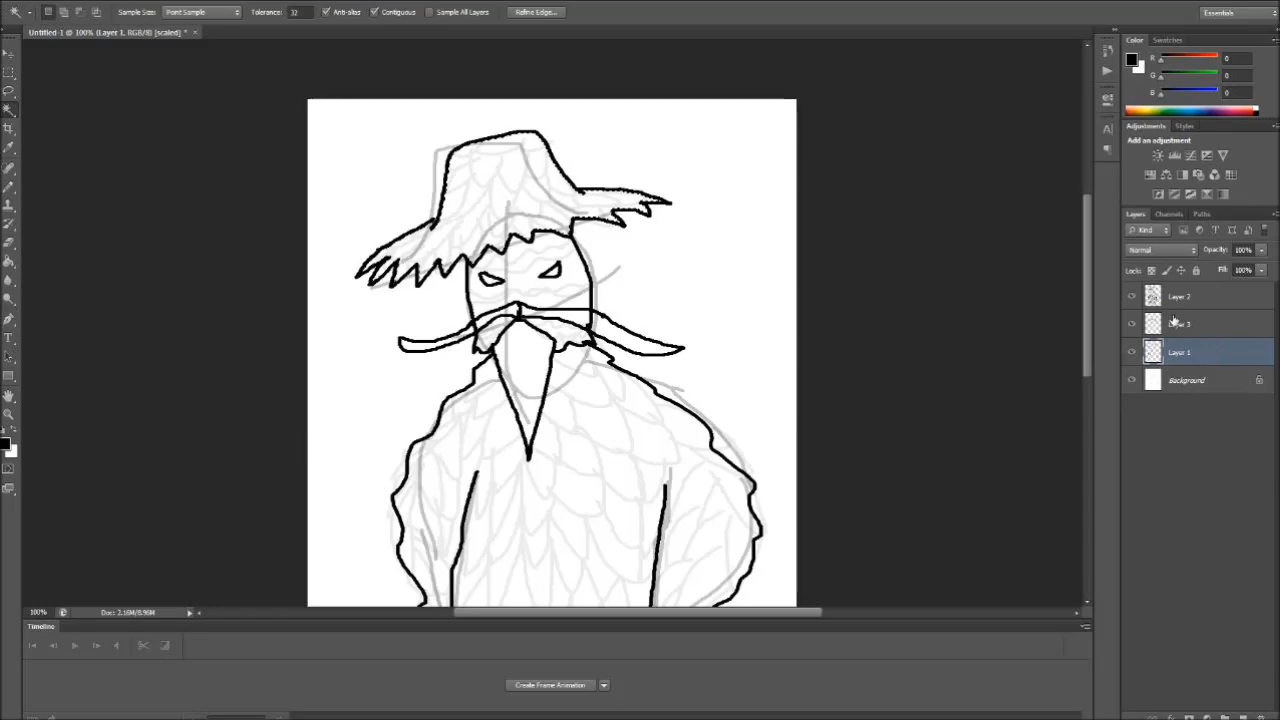 Sample Size: Point Sample Tolerance: 32 Anti-alias Contiguous Sample All Layers Refine Edge... Essentials
Untitled-1 @ 100% (Layer 1, RGB/8) [scaled] * ×
Color Swatches
R 0
G 0
B 0
Adjustments Styles
Add an adjustment
Layers Channels Paths
Kind
Normal Opacity: 100%
Lock: Fill: 100%
Layer 2
Layer 3
Layer 1
Background
100% Doc: 2.16M/8.96M
Timeline
Create Frame Animation